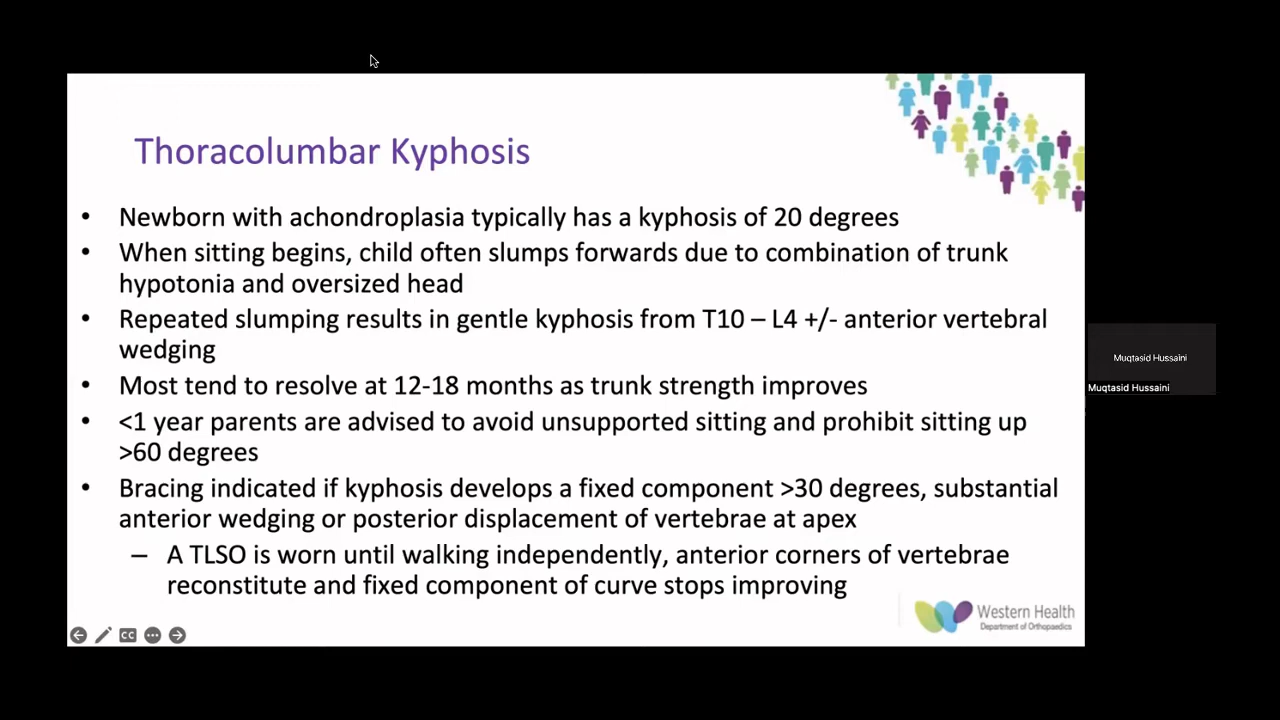 Thoracolumbar Kyphosis
• Newborn with achondroplasia typically has a kyphosis of 20 degrees
• When sitting begins, child often slumps forwards due to combination of trunk
hypotonia and oversized head
• Repeated slumping results in gentle kyphosis from T10 – L4 +/- anterior vertebral
wedging
• Most tend to resolve at 12-18 months as trunk strength improves
• <1 year parents are advised to avoid unsupported sitting and prohibit sitting up
>60 degrees
• Bracing indicated if kyphosis develops a fixed component >30 degrees, substantial
anterior wedging or posterior displacement of vertebrae at apex
– A TLSO is worn until walking independently, anterior corners of vertebrae
reconstitute and fixed component of curve stops improving
Western Health
Department of Orthopaedics
CC
Muqtasid Hussaini
Muqtasid Hussaini